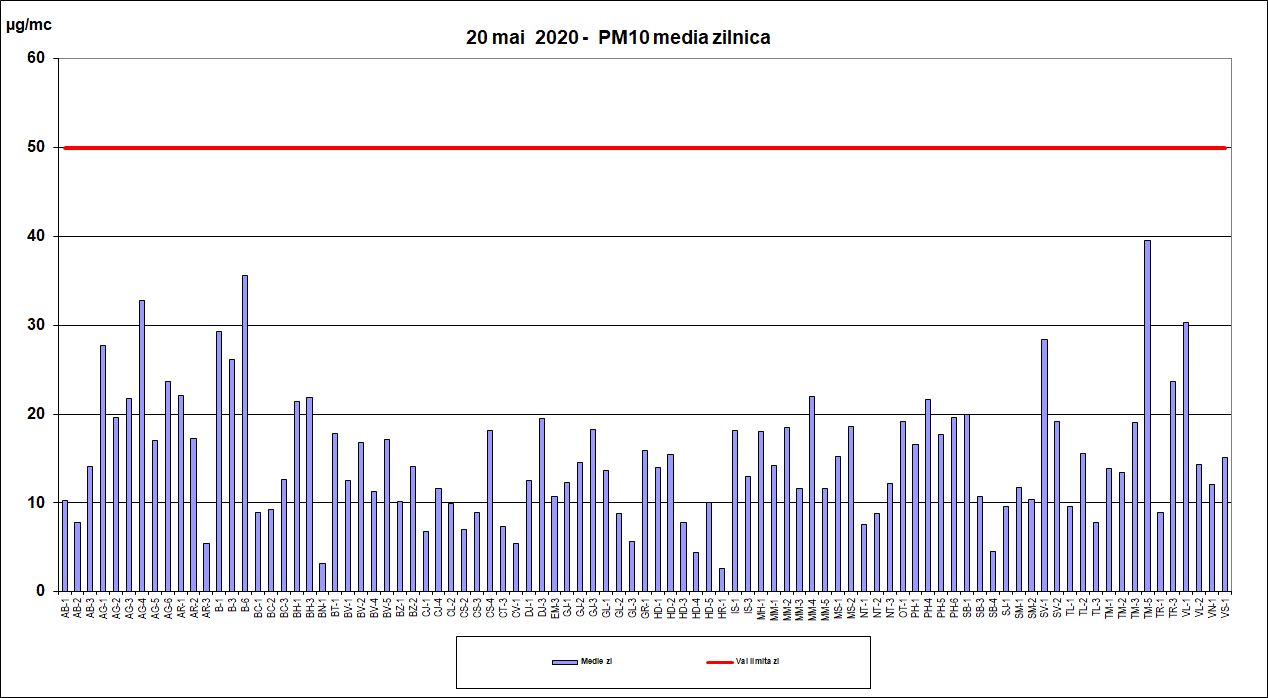 µg/mc
20 mai 2020 - PM10 media zilnica
60
50
40
30
20
10
0
AB-1 AB-2 AB-3 AG-1 AG-2 AG-3 AG-4 AG-5 AG-6 AR-1 AR-2 AR-3 B-1 B-3 B-6 BC-1 BC-2 BC-3 BH-1 BH-3 BN-1 BT-1 BV-1 BV-2 BV-4 BV-5 BZ-1 BZ-2 CJ-1 CJ-4 CL-2 CS-2 CS-3 CS-4 CT-3 CV-1 DJ-1 DJ-3 EM-3 GJ-1 GJ-2 GJ-3 GL-1 GL-2 GL-3 GR-1 HD-1 HD-2 HD-3 HD-4 HD-5 HR-1 IS-1 IS-3 MH-1 MM-1 MM-2 MM-3 MM-4 MM-5 MS-1 MS-2 NT-1 NT-2 NT-3 OT-1 PH-1 PH-4 PH-5 PH-6 SB-1 SB-3 SB-4 SJ-1 SM-1 SM-2 SV-1 SV-2 TL-1 TL-2 TL-3 TM-1 TM-2 TM-3 TM-5 TR-1 TR-3 VL-1 VL-2 VN-1 VS-1
Medie zi Val limita zi